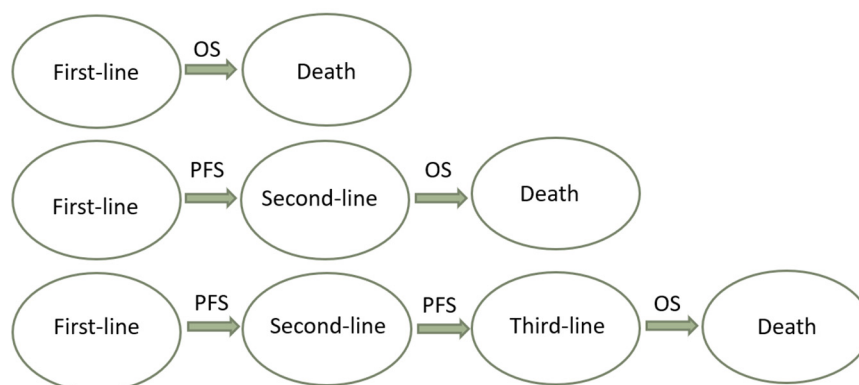 OS
First-line
Death
PFS
OS
First-line
Second-line
Death
PFS
PFS
OS
First-line
Second-line
Third-line
Death